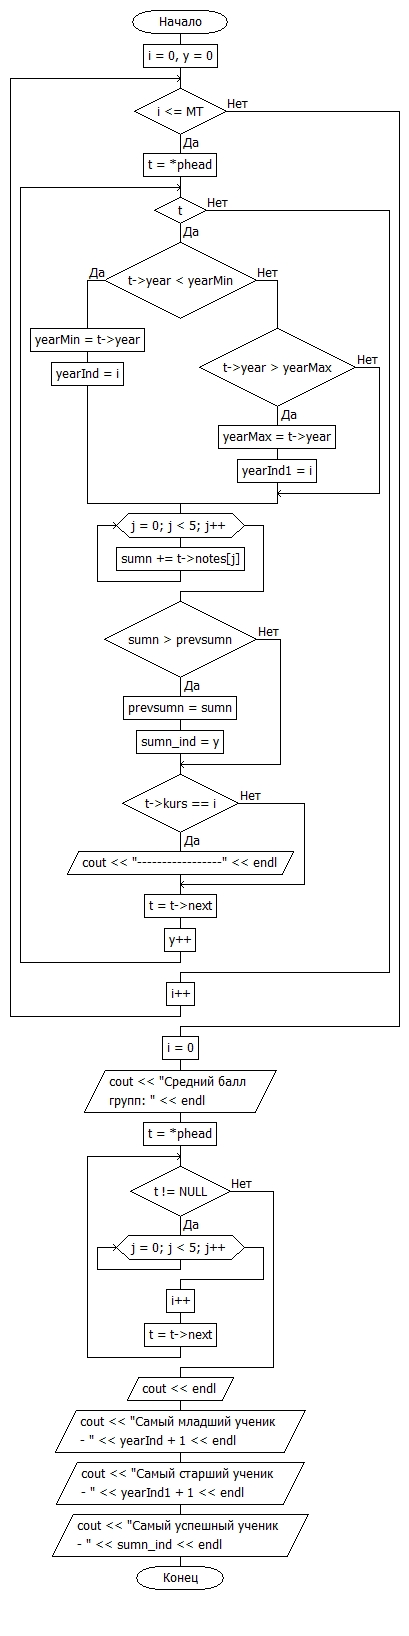 Начало
i = 0, y = 0
i <= MT
Нет
Да
t = *phead
t
Нет
Да
t->year < yearMin
Да
Нет
yearMin = t->year
yearInd = i
t->year > yearMax
Нет
Да
yearMax = t->year
yearInd1 = i
j = 0; j < 5; j++
sumn += t->notes[j]
sumn > prevsumn
Нет
Да
prevsumn = sumn
sumn_ind = y
t->kurs == i
Нет
Да
cout << "-----------------" << endl
t = t->next
y++
i++
i = 0
cout << "Средний балл
групп: " << endl
t = *phead
t != NULL
Нет
Да
j = 0; j < 5; j++
i++
t = t->next
cout << endl
cout << "Самый младший ученик
- " << yearInd + 1 << endl
cout << "Самый старший ученик
- " << yearInd1 + 1 << endl
cout << "Самый успешный ученик
- " << sumn_ind << endl
Конец